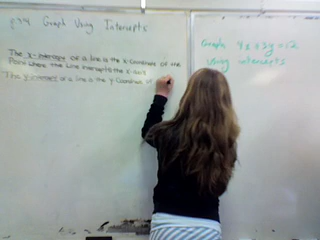 Graph Using Intercepts
The x-intercept of a line is the x-coordinate of the
Point where the line intercepts the x-axis
The y-intercept of a line is the y-coordinate of
Graph 4x + 3y = 12
Using intercepts